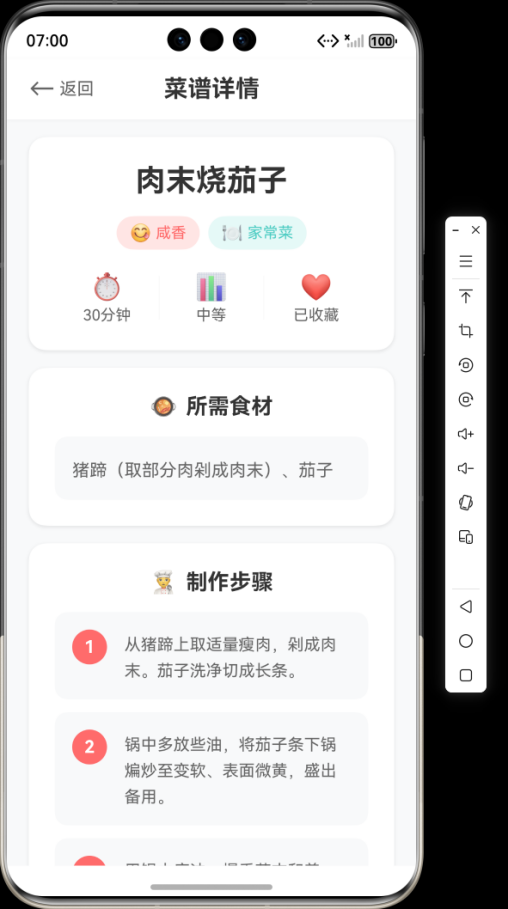 07:00
100
返回
菜谱详情
肉末烧茄子
咸香
家常菜
30分钟
中等
已收藏
所需食材
猪蹄（取部分肉剁成肉末）、茄子
制作步骤
1
从猪蹄上取适量瘦肉，剁成肉
末。茄子洗净切成长条。
2
锅中多放些油，将茄子条下锅
煸炒至变软、表面微黄，盛出
备用。